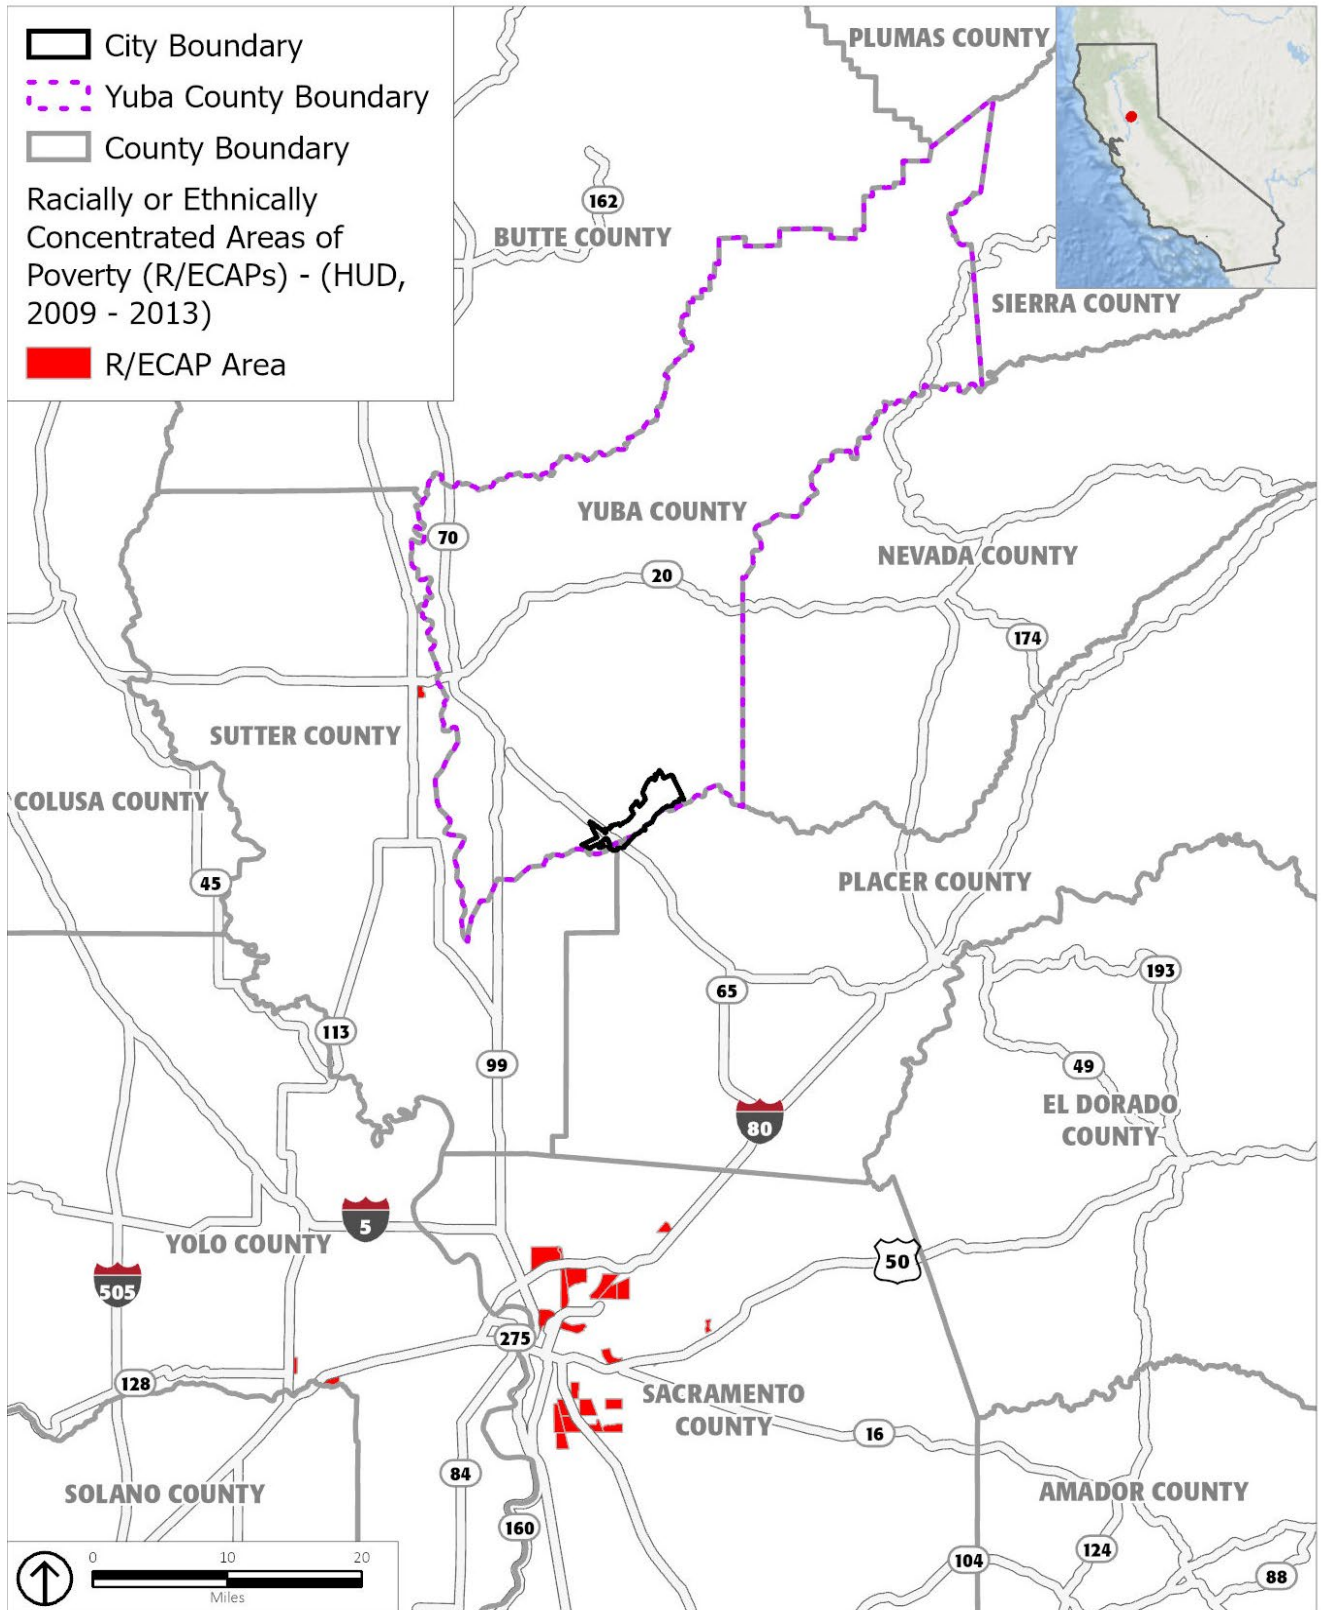 City Boundary
Yuba County Boundary
County Boundary
Racially or Ethnically
Concentrated Areas of
Poverty (R/ECAPs) - (HUD,
2009 - 2013)
R/ECAP Area
PLUMAS COUNTY
162
BUTTE COUNTY
SIERRA COUNTY
YUBA COUNTY
70
NEVADA COUNTY
20
174
SUTTER COUNTY
COLUSA COUNTY
45
PLACER COUNTY
65
193
113
99
49
80
EL DORADO
COUNTY
5
YOLO COUNTY
50
505
275
128
SACRAMENTO
COUNTY
16
84
SOLANO COUNTY
AMADOR COUNTY
160
124
104
88
0 10 20
Miles